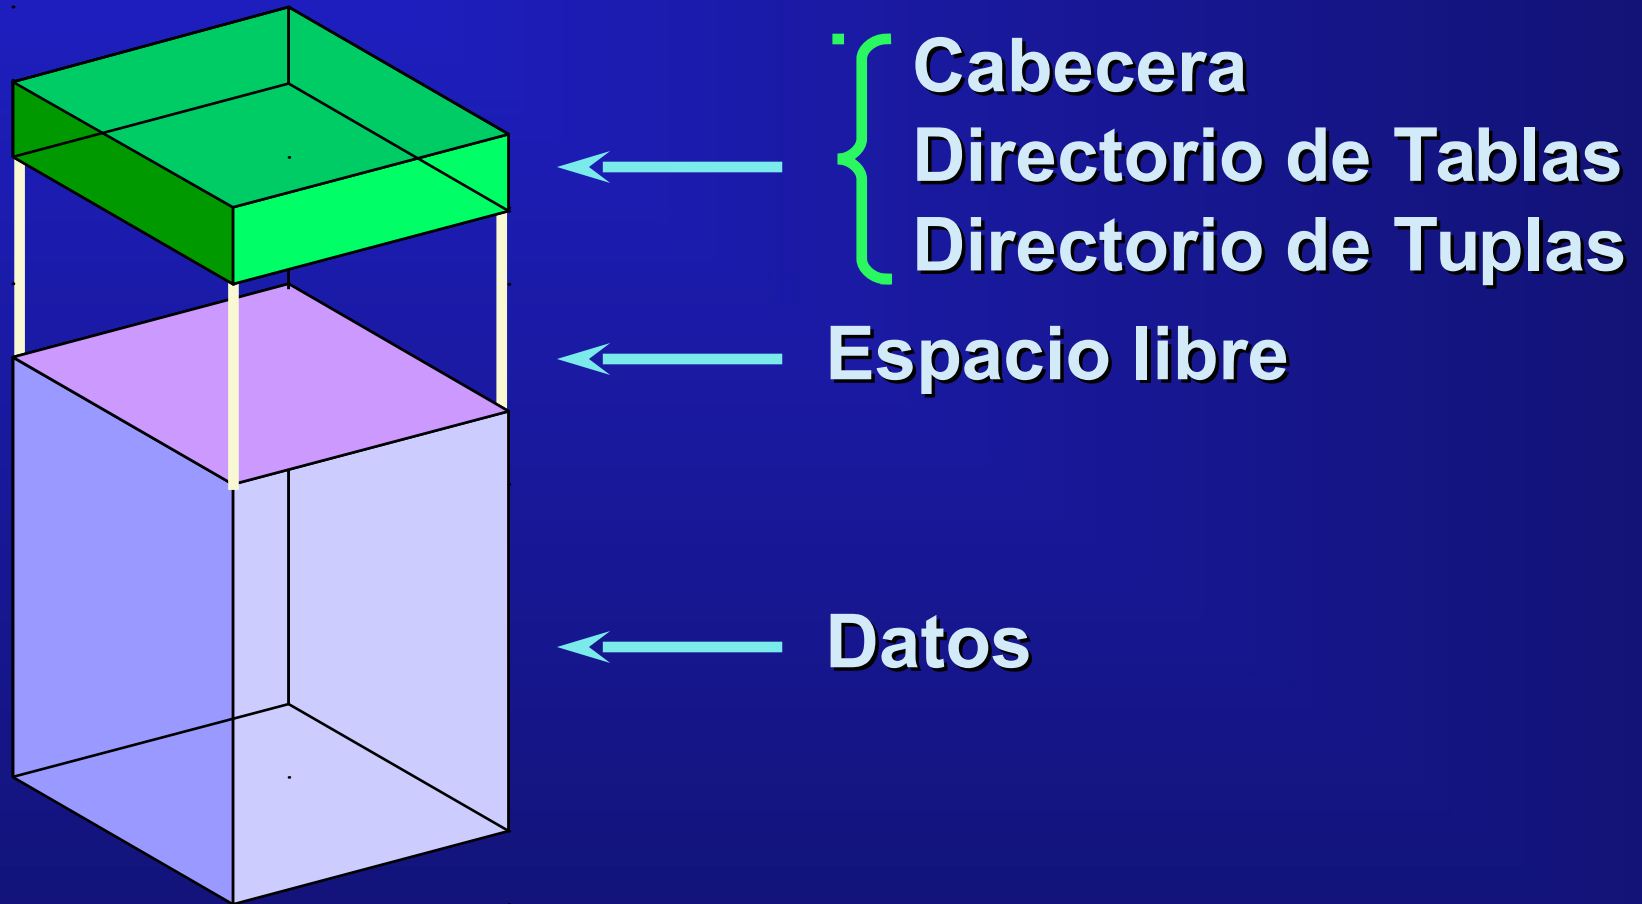 Cabecera
Directorio de Tablas
Directorio de Tuplas
Espacio libre
Datos